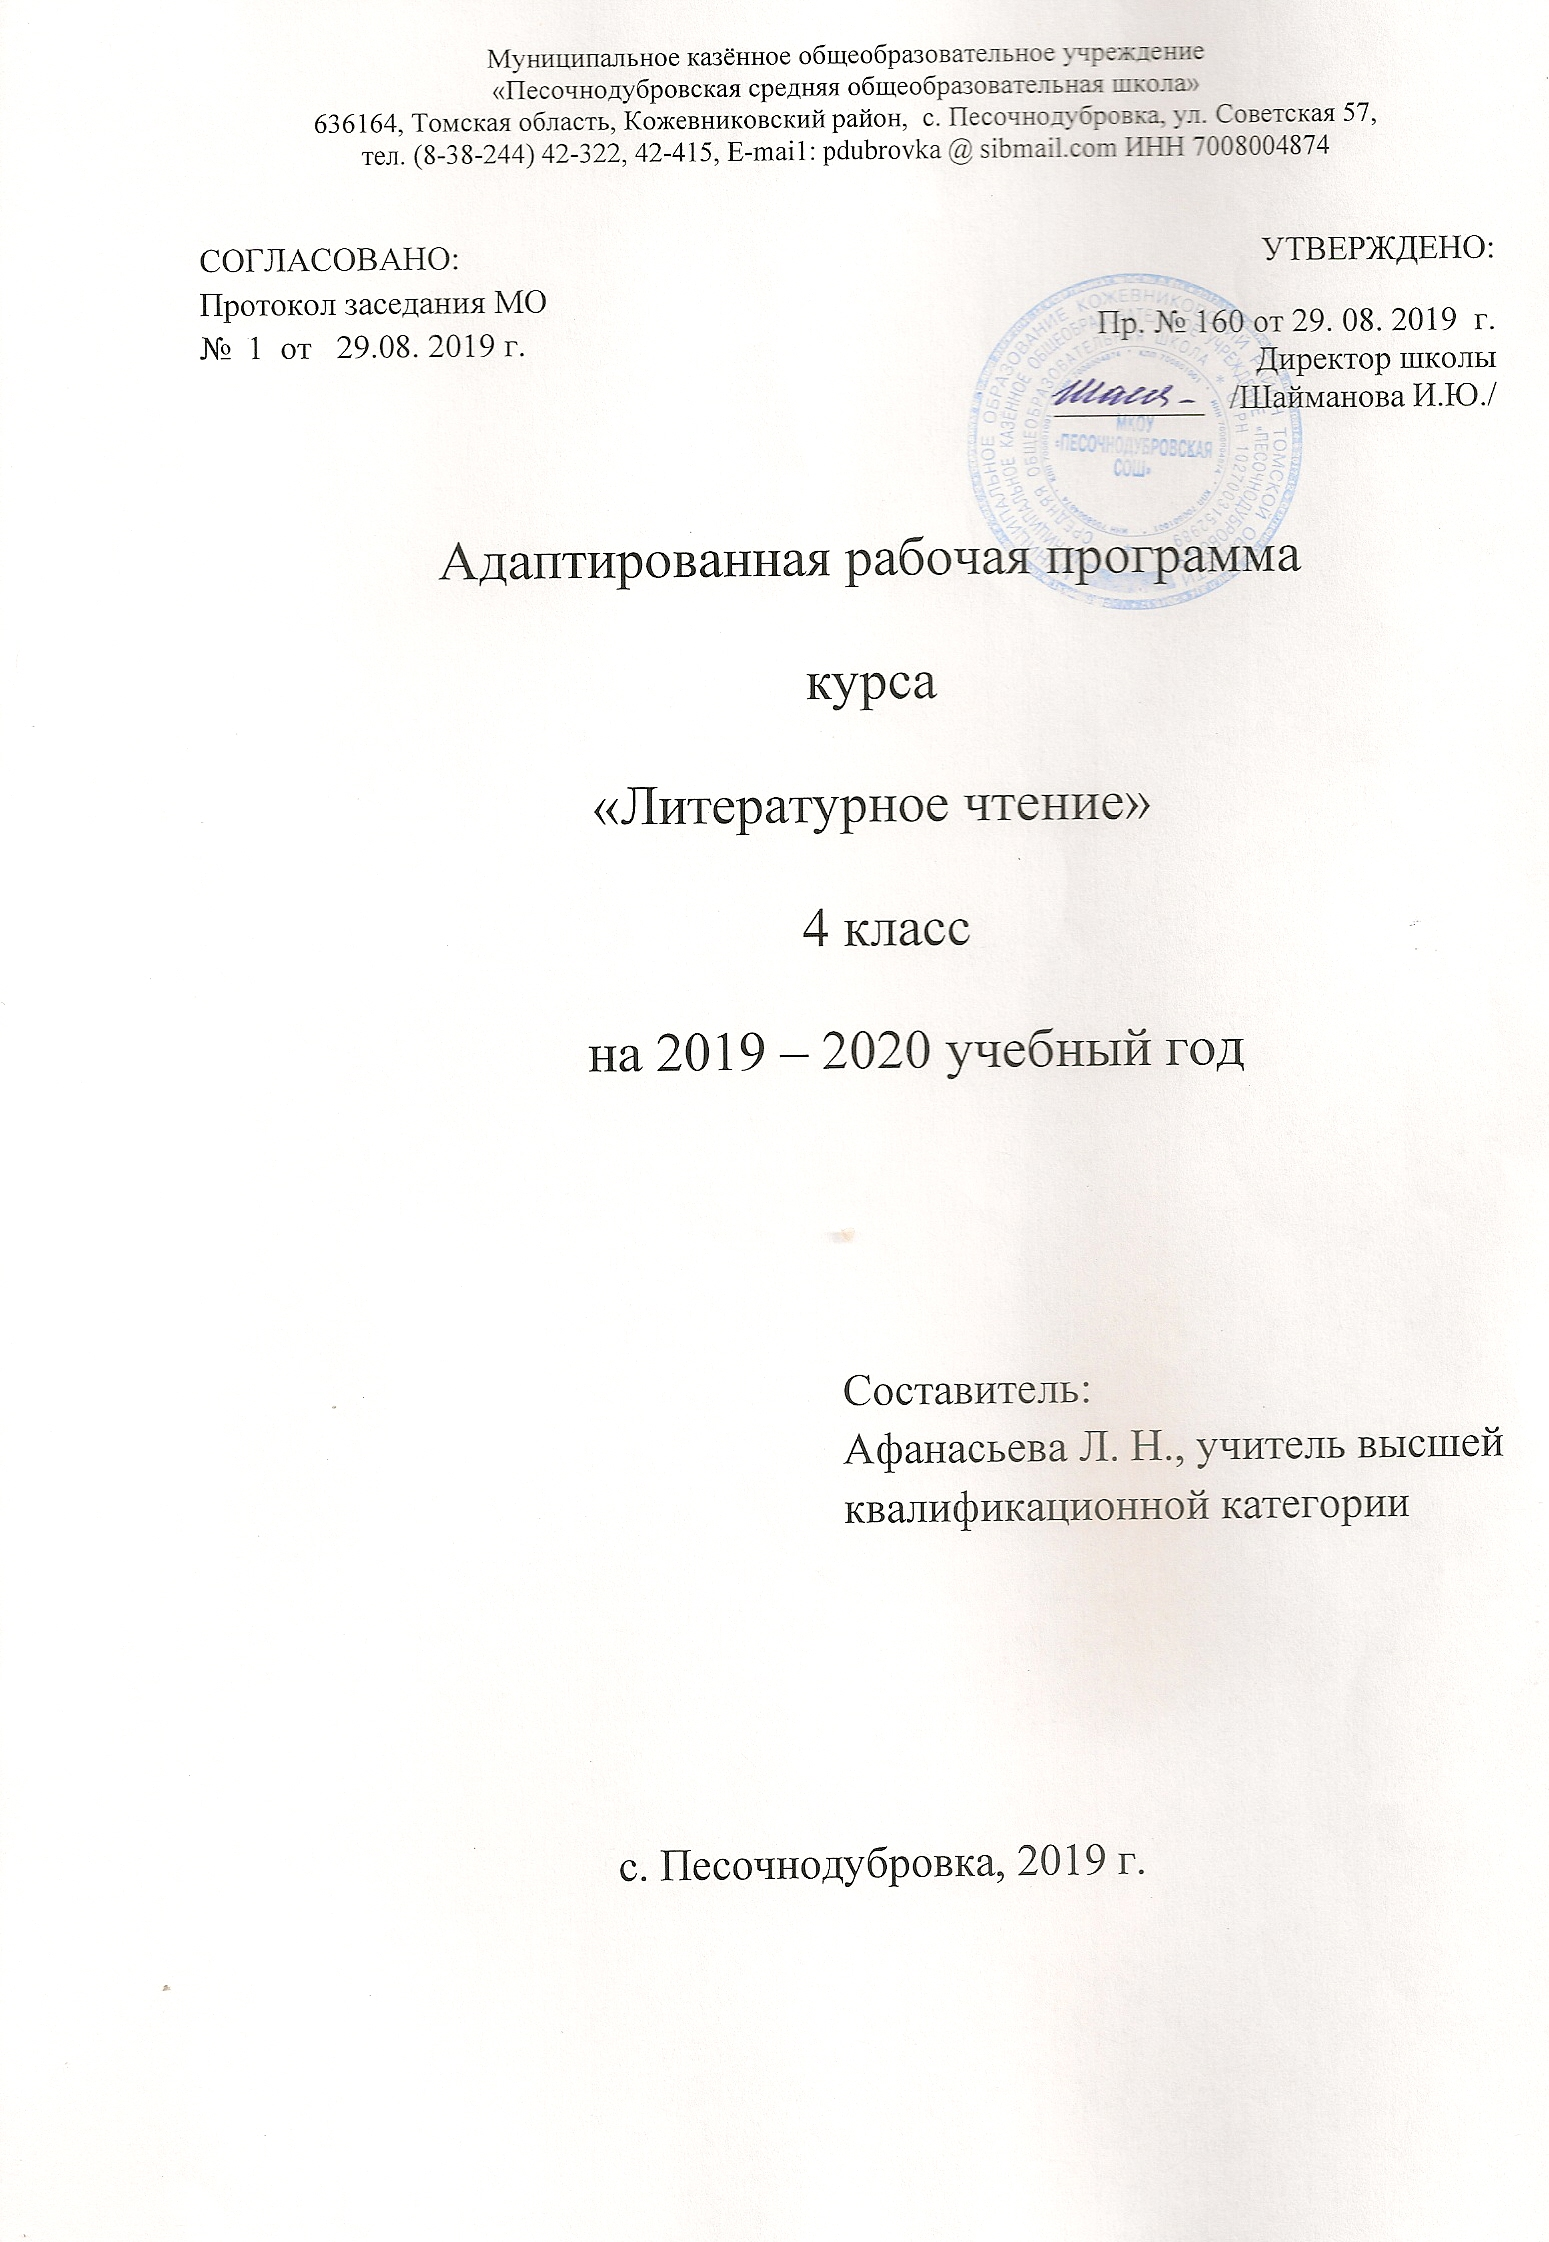 Муниципальное казённое общеобразовательное учреждение
«Песочнодубровская средняя общеобразовательная школа»
636164, Томская область, Кожевниковский район,  с. Песочнодубровка, ул. Советская 57,
тел. (8-38-244) 42-322, 42-415, E-mai1: pdubrovka @ sibmail.com ИНН 7008004874
СОГЛАСОВАНО:
Протокол заседания МО
№  1  от   29.08. 2019 г.
УТВЕРЖДЕНО:
Пр. № 160 от 29. 08. 2019  г.
Директор школы
/Шайманова И.Ю./
МКОУ
«ПЕСОЧНОДУБРОВСКАЯ
СОШ»
Адаптированная рабочая программа
курса
«Литературное чтение»
4 класс
на 2019 – 2020 учебный год
Составитель:
Афанасьева Л. Н., учитель высшей
квалификационной категории
с. Песочнодубровка, 2019 г.